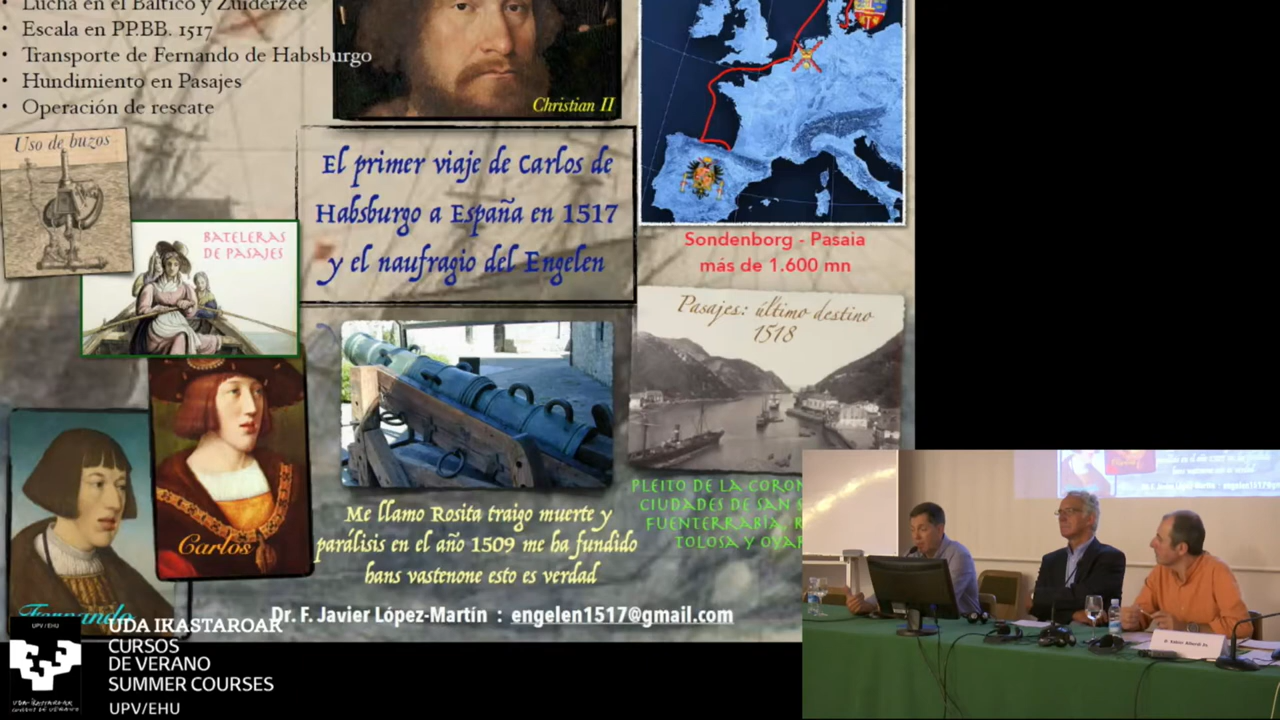 • Lucha en el Báltico y Zuiderzee
• Escala en PP.BB. 1517
• Transporte de Fernando de Habsburgo
• Hundimiento en Pasajes
• Operación de rescate
Christian II
Uso de buzos
BATELERAS
DE PASAJES
El primer viaje de Carlos de
Habsburgo a España en 1517
y el naufragio del Engelen
Sondenborg - Pasaia
más de 1.600 mn
Pasajes: último destino
1518
Carlos
Fernando
Me llamo Rosita traigo muerte y
parálisis en el año 1509 me ha fundido
hans vastenone esto es verdad
PLEITO DE LA CORON
CIUDADES DE SAN S
FUENTERRABIA, R
TOLOSA Y OYAR
Dr. F. Javier López-Martín : engelen1517@gmail.com
UPV / EHU
UDA IKASTAROAK
CURSOS
DE VERANO
SUMMER COURSES
UPV/EHU